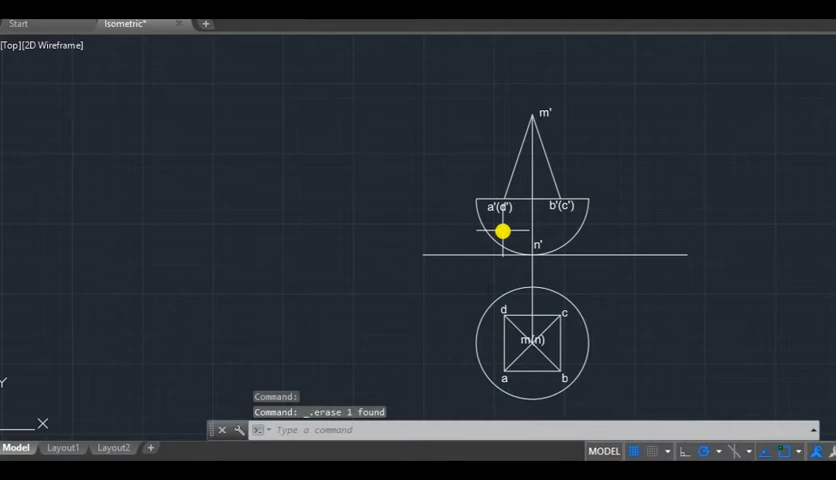 Start
Isometric*
[Top][2D Wireframe]
m'
a'(d')
b'(c')
n'
d
c
m(n)
a
b
Y
X
Command:
Command: _.erase 1 found
Type a command
Model
Layout1
Layout2
MODEL